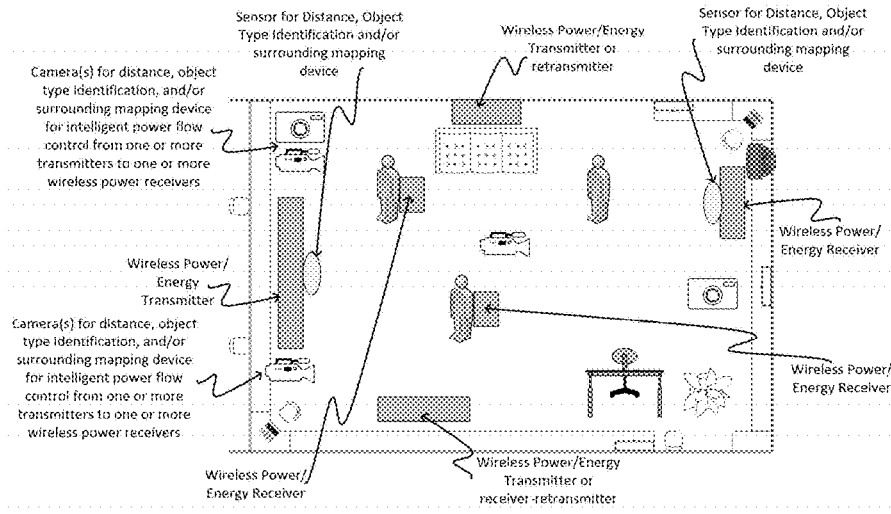 Sensor for Distance, Object
Type Identification and/or
surrounding mapping
device
Wireless Power/Energy
Transmitter or
retransmitter
Sensor for Distance, Object
Type Identification and/or
surrounding mapping
device
Camera(s) for distance, object
type identification, and/or
surrounding mapping device
for intelligent power flow
control from one or more
transmitters to one or more
wireless power receivers
Wireless Power/
Energy Receiver
Wireless Power/
Energy
Transmitter
Camera(s) for distance, object
type identification, and/or
surrounding mapping device
for intelligent power flow
control from one or more
transmitters to one or more
wireless power receivers
Wireless Power/
Energy Receiver
Wireless Power/
Energy Receiver
Wireless Power/Energy
Transmitter or
receiver-retransmitter